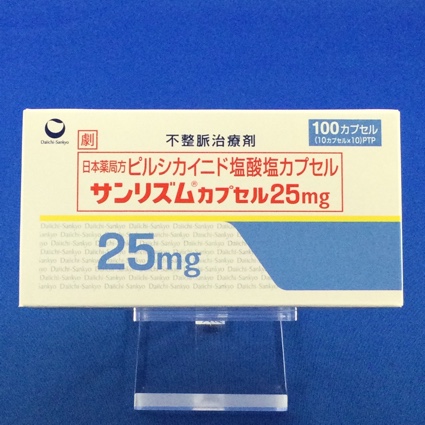 Daiichi-Sankyo
劇
不整脈治療剤
100カプセル
(10カプセル×10)PTP
日本薬局方ピルシカイニド塩酸塩カプセル
サンリズム®カプセル25mg
25mg